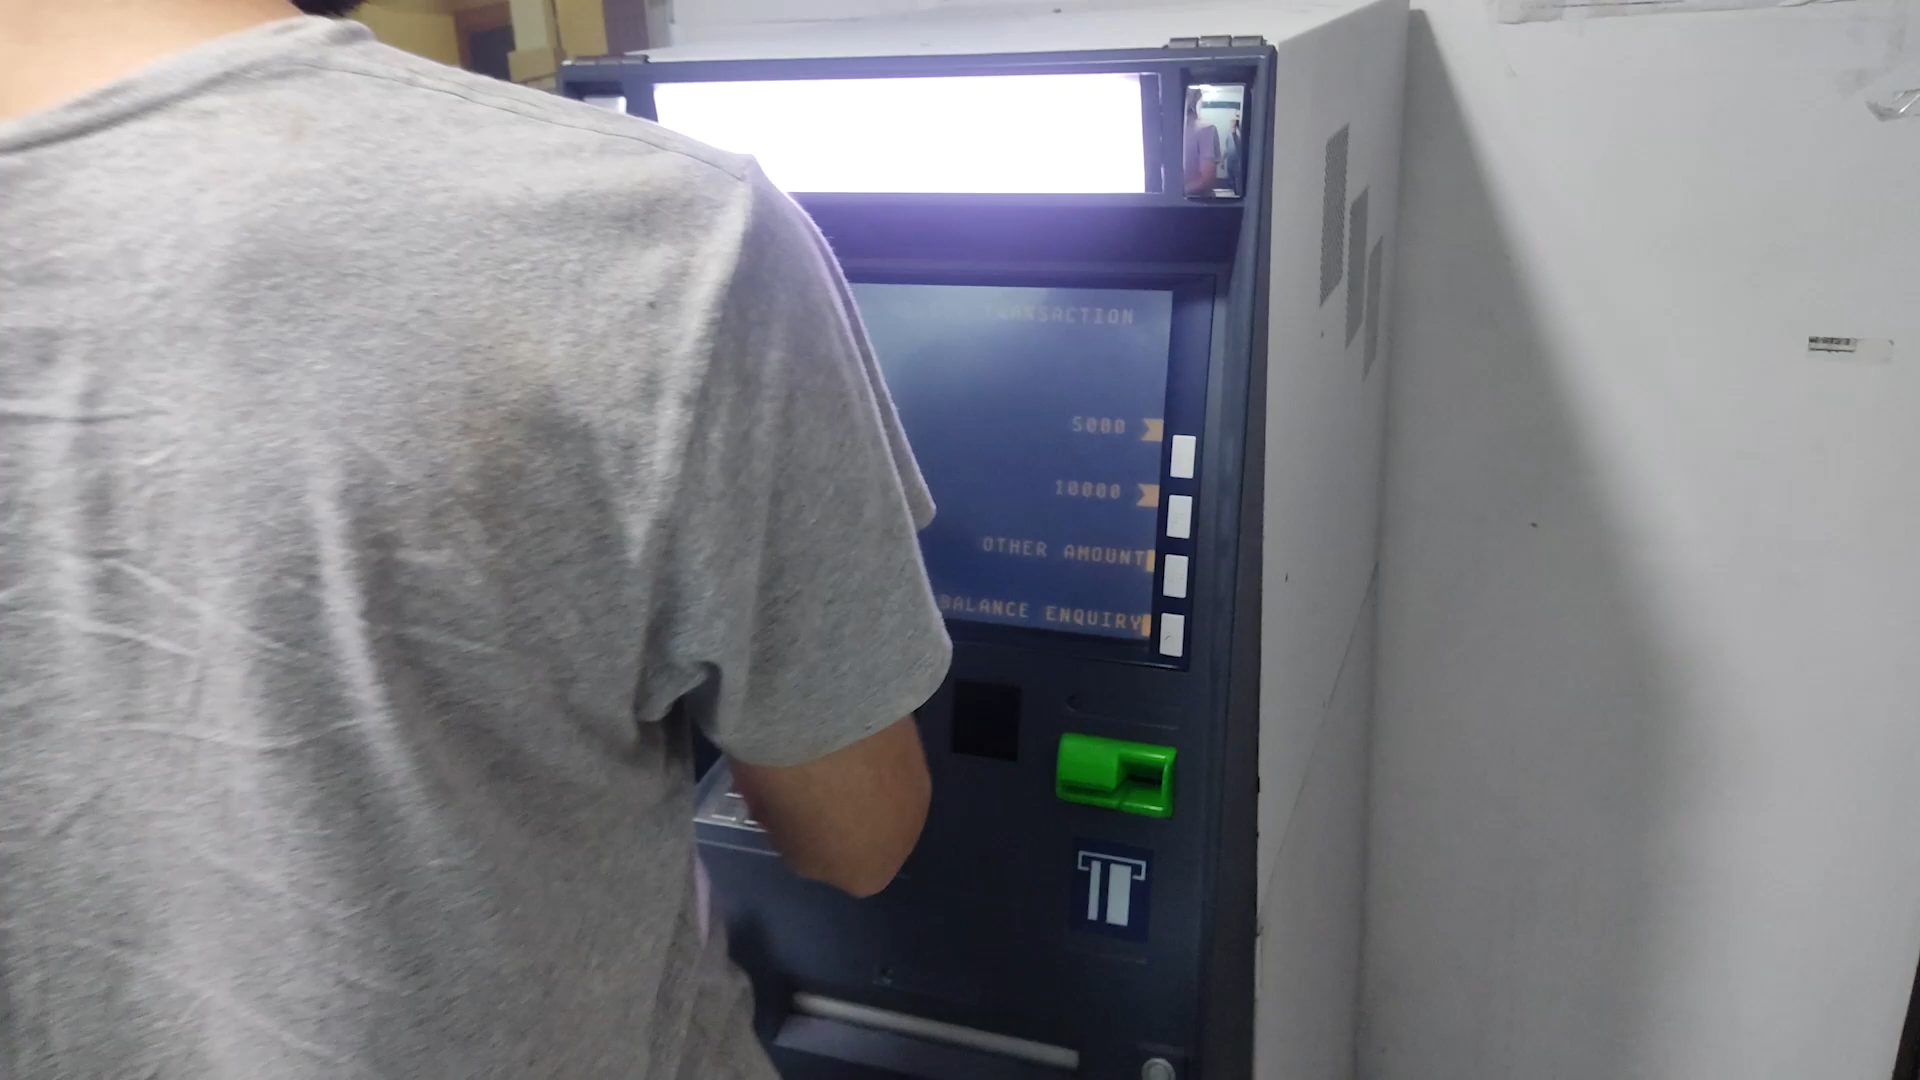 TRANSACTION
5000
10000
OTHER AMOUNT
BALANCE ENQUIRY